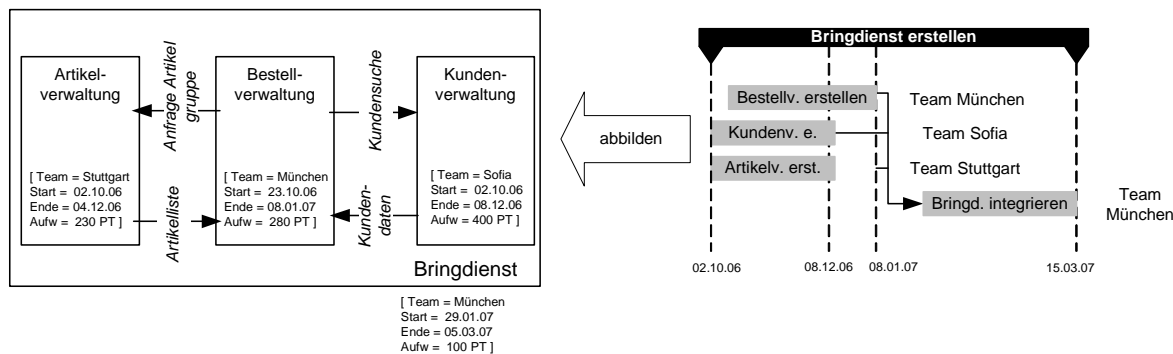 Artikel-
verwaltung
[ Team = Stuttgart
Start = 02.10.06
Ende = 04.12.06
Aufw = 230 PT ]
Anfrage Artikel
gruppe
Artikelliste
Bestell-
verwaltung
[ Team = München
Start = 23.10.06
Ende = 08.01.07
Aufw = 280 PT ]
Kundensuche
Kunden-
daten
Kunden-
verwaltung
[ Team = Sofia
Start = 02.10.06
Ende = 08.12.06
Aufw = 400 PT ]
Bringdienst
[ Team = München
Start = 29.01.07
Ende = 05.03.07
Aufw = 100 PT ]
abbilden
Bringdienst erstellen
Bestellv. erstellen
Team München
Kundenv. e.
Team Sofia
Artikelv. erst.
Team Stuttgart
Bringd. integrieren
Team
München
02.10.06
08.12.06
08.01.07
15.03.07